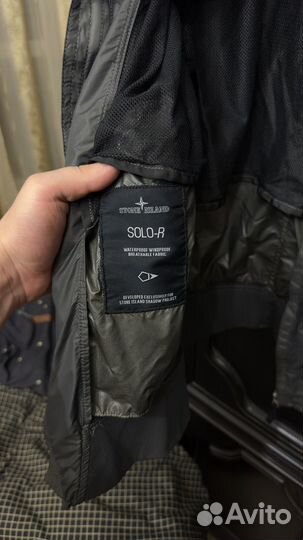 STONE ISLAND
SOLO-R
WATERPROOF WINDPROOF
BREATHABLE FABRIC
DEVELOPED EXCLUSIVELY FOR
STONE ISLAND SHADOW PROJECT
Avito